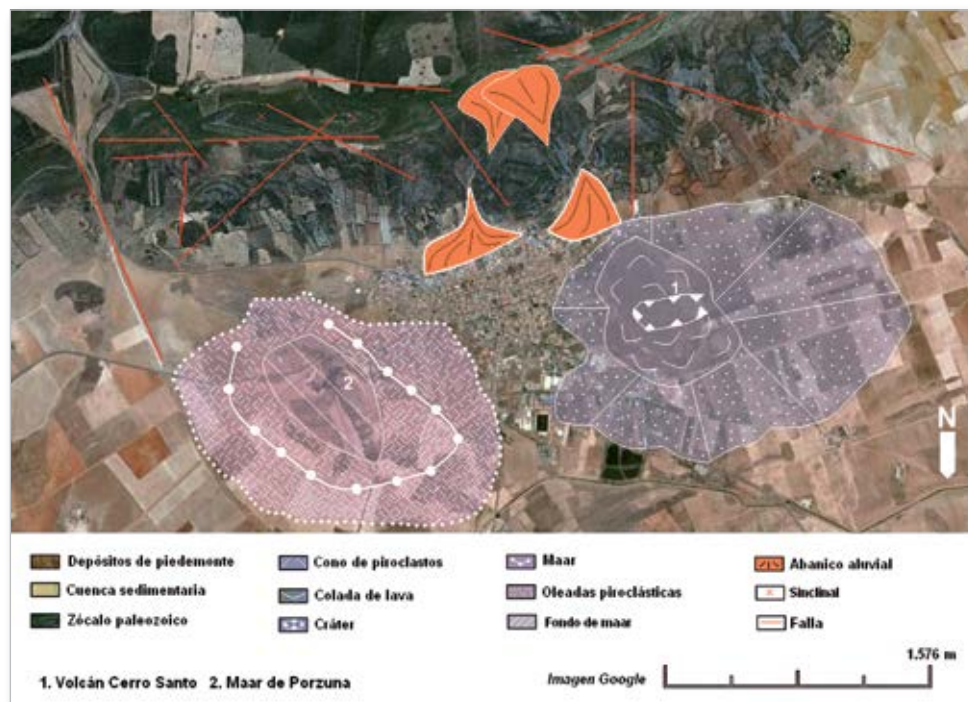 1
2
N
Depósitos de piedemonte
Cuenca sedimentaria
Zócalo paleozoico
Cono de piroclastos
Colada de lava
Cráter
Maar
Oleadas piroclásticas
Fondo de maar
Abanico aluvial
Sinclinal
Falla
1.576 m
1. Volcán Cerro Santo 2. Maar de Porzuna
Imagen Google